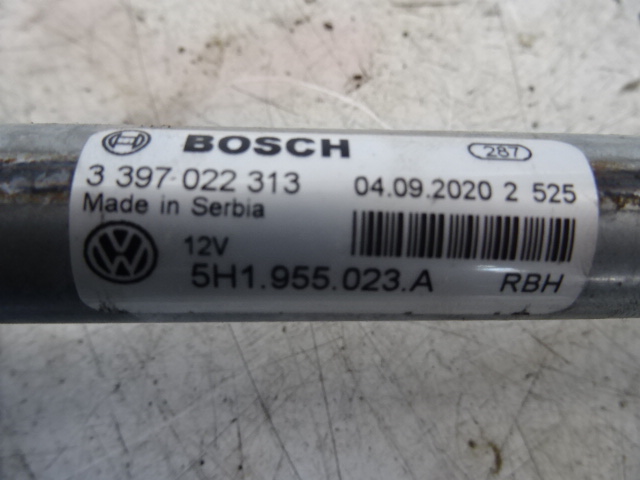 BOSCH 287
3 397 022 313 04.09.2020 2 525
Made in Serbia
12V
5H1.955.023.A RBH